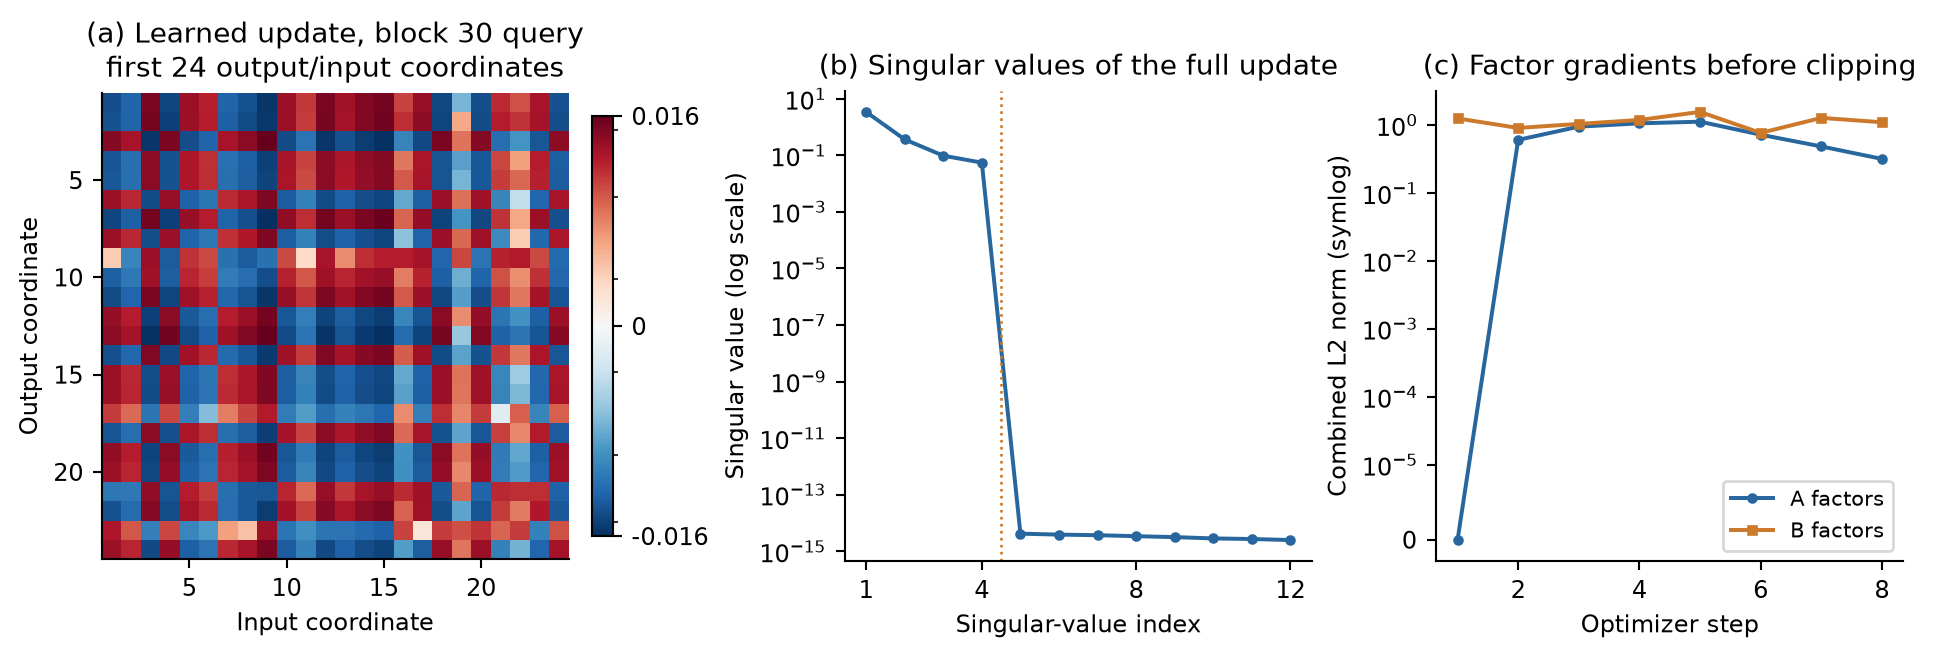 (a) Learned update, block 30 query
first 24 output/input coordinates
Output coordinate
5
10
15
20
5
10
15
20
Input coordinate
0.016
0
-0.016
(b) Singular values of the full update
Singular value (log scale)
10¹
10⁻¹
10⁻³
10⁻⁵
10⁻⁷
10⁻⁹
10⁻¹¹
10⁻¹³
10⁻¹⁵
1
4
8
12
Singular-value index
(c) Factor gradients before clipping
Combined L2 norm (symlog)
10⁰
10⁻¹
10⁻²
10⁻³
10⁻⁴
10⁻⁵
0
2
4
6
8
Optimizer step
A factors
B factors